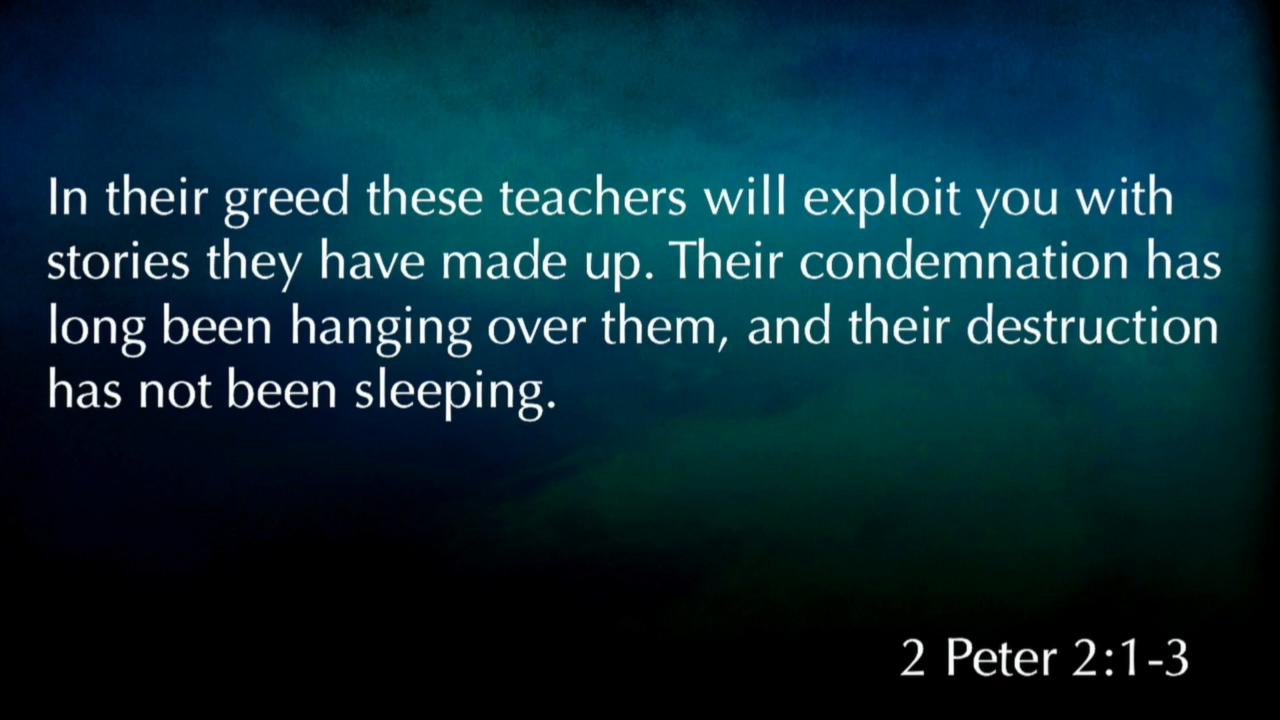 In their greed these teachers will exploit you with
stories they have made up. Their condemnation has
long been hanging over them, and their destruction
has not been sleeping.
2 Peter 2:1-3